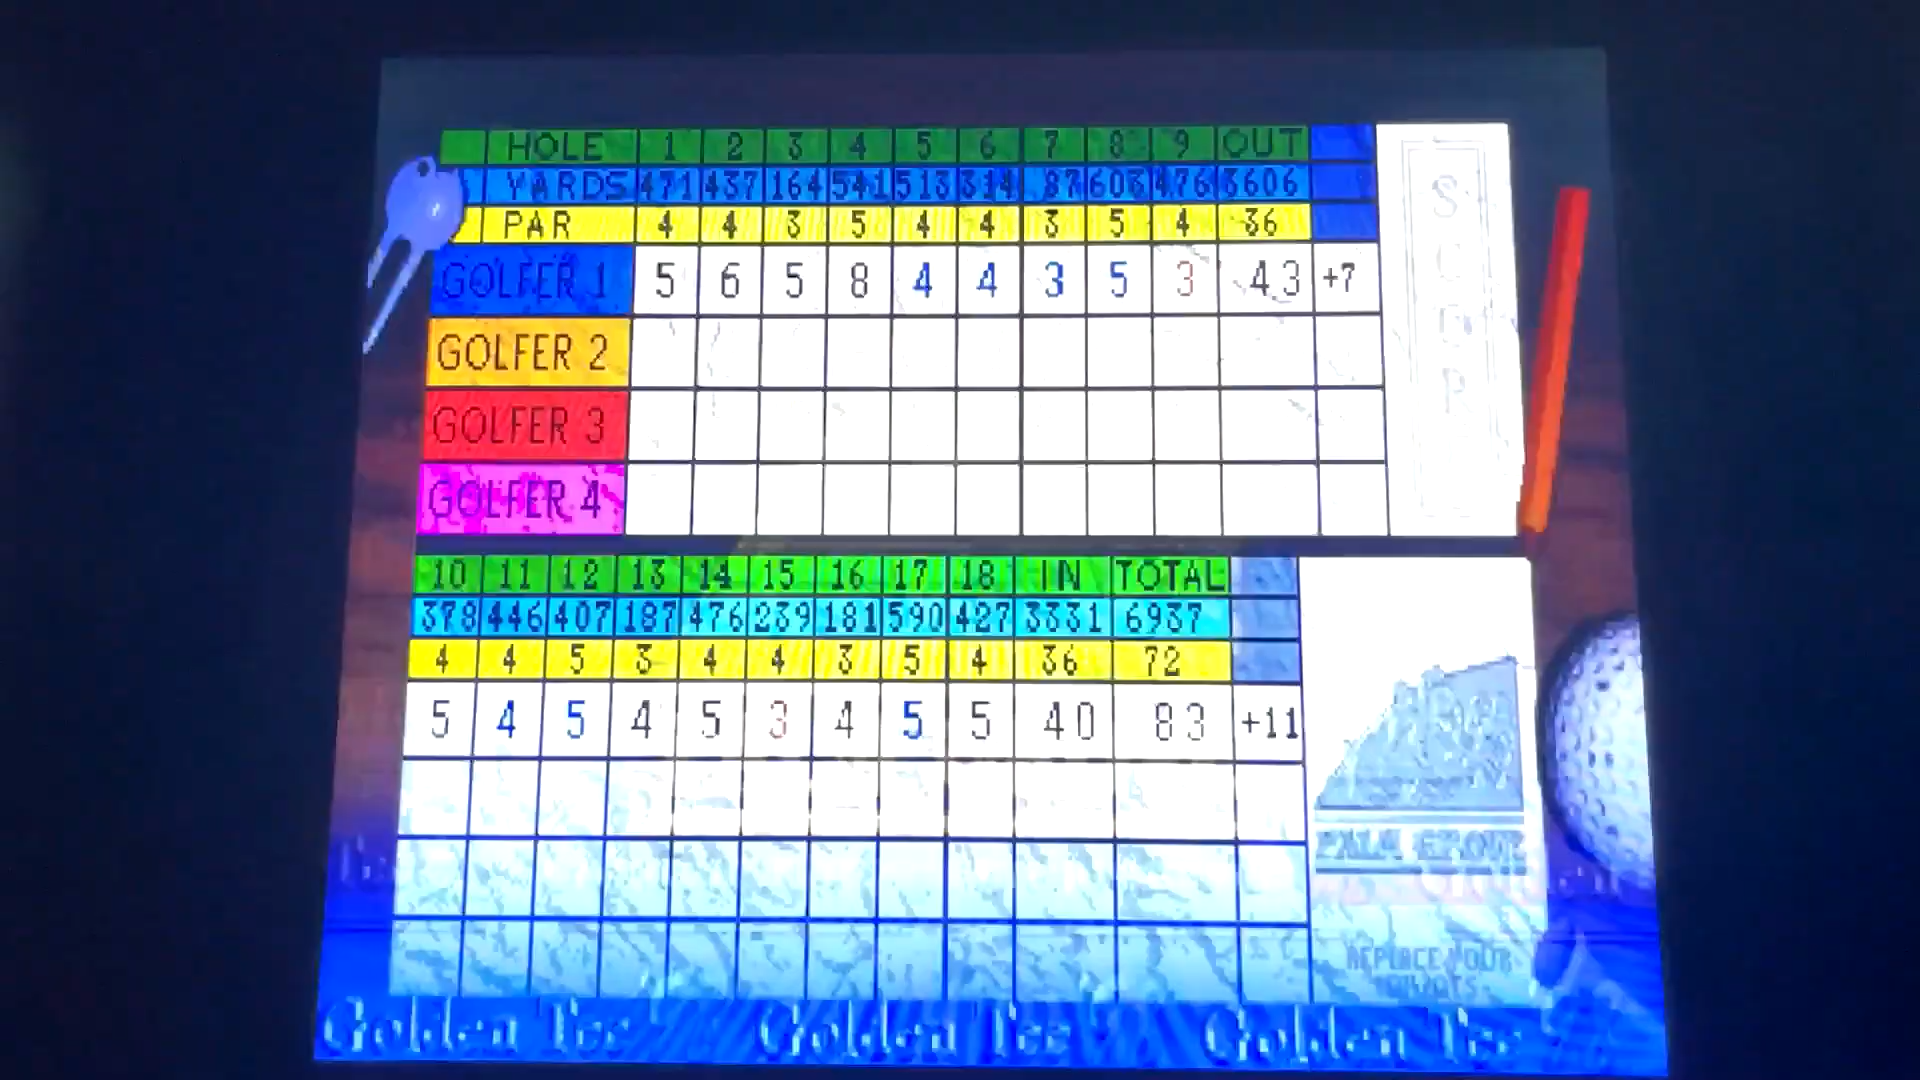 HOLE 1 2 3 4 5 6 7 8 9 OUT
YARDS 471 437 164 541 513 314 87 603 476 3606
PAR 4 4 3 5 4 4 3 5 4 36
GOLFER 1 5 6 5 8 4 4 3 5 3 43 +7
GOLFER 2
GOLFER 3
GOLFER 4
10 11 12 13 14 15 16 17 18 IN TOTAL
378 446 407 187 476 239 181 590 427 3331 6937
4 4 5 3 4 4 3 5 4 36 72
5 4 5 4 5 3 4 5 5 40 83 +11
PALM GROVE
REPLACE YOUR
DIVOTS
Golden Tee Golden Tee Golden Tee